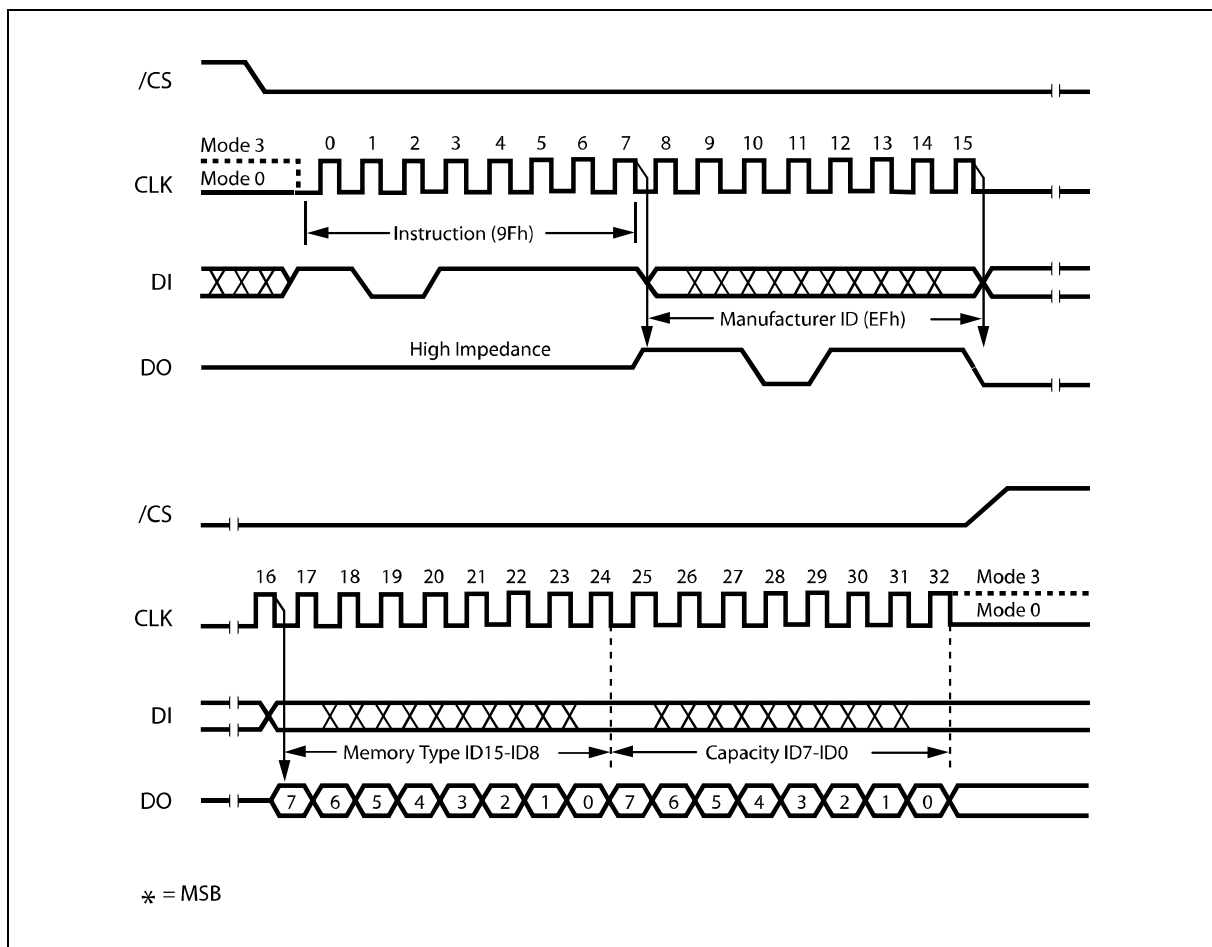 /CS
Mode 3
0 1 2 3 4 5 6 7 8 9 10 11 12 13 14 15
CLK
Mode 0
Instruction (9Fh)
DI
Manufacturer ID (EFh)
High Impedance
DO
/CS
16 17 18 19 20 21 22 23 24 25 26 27 28 29 30 31 32
Mode 3
CLK
Mode 0
DI
Memory Type ID15-ID8
Capacity ID7-ID0
DO
7 6 5 4 3 2 1 0 7 6 5 4 3 2 1 0
* = MSB